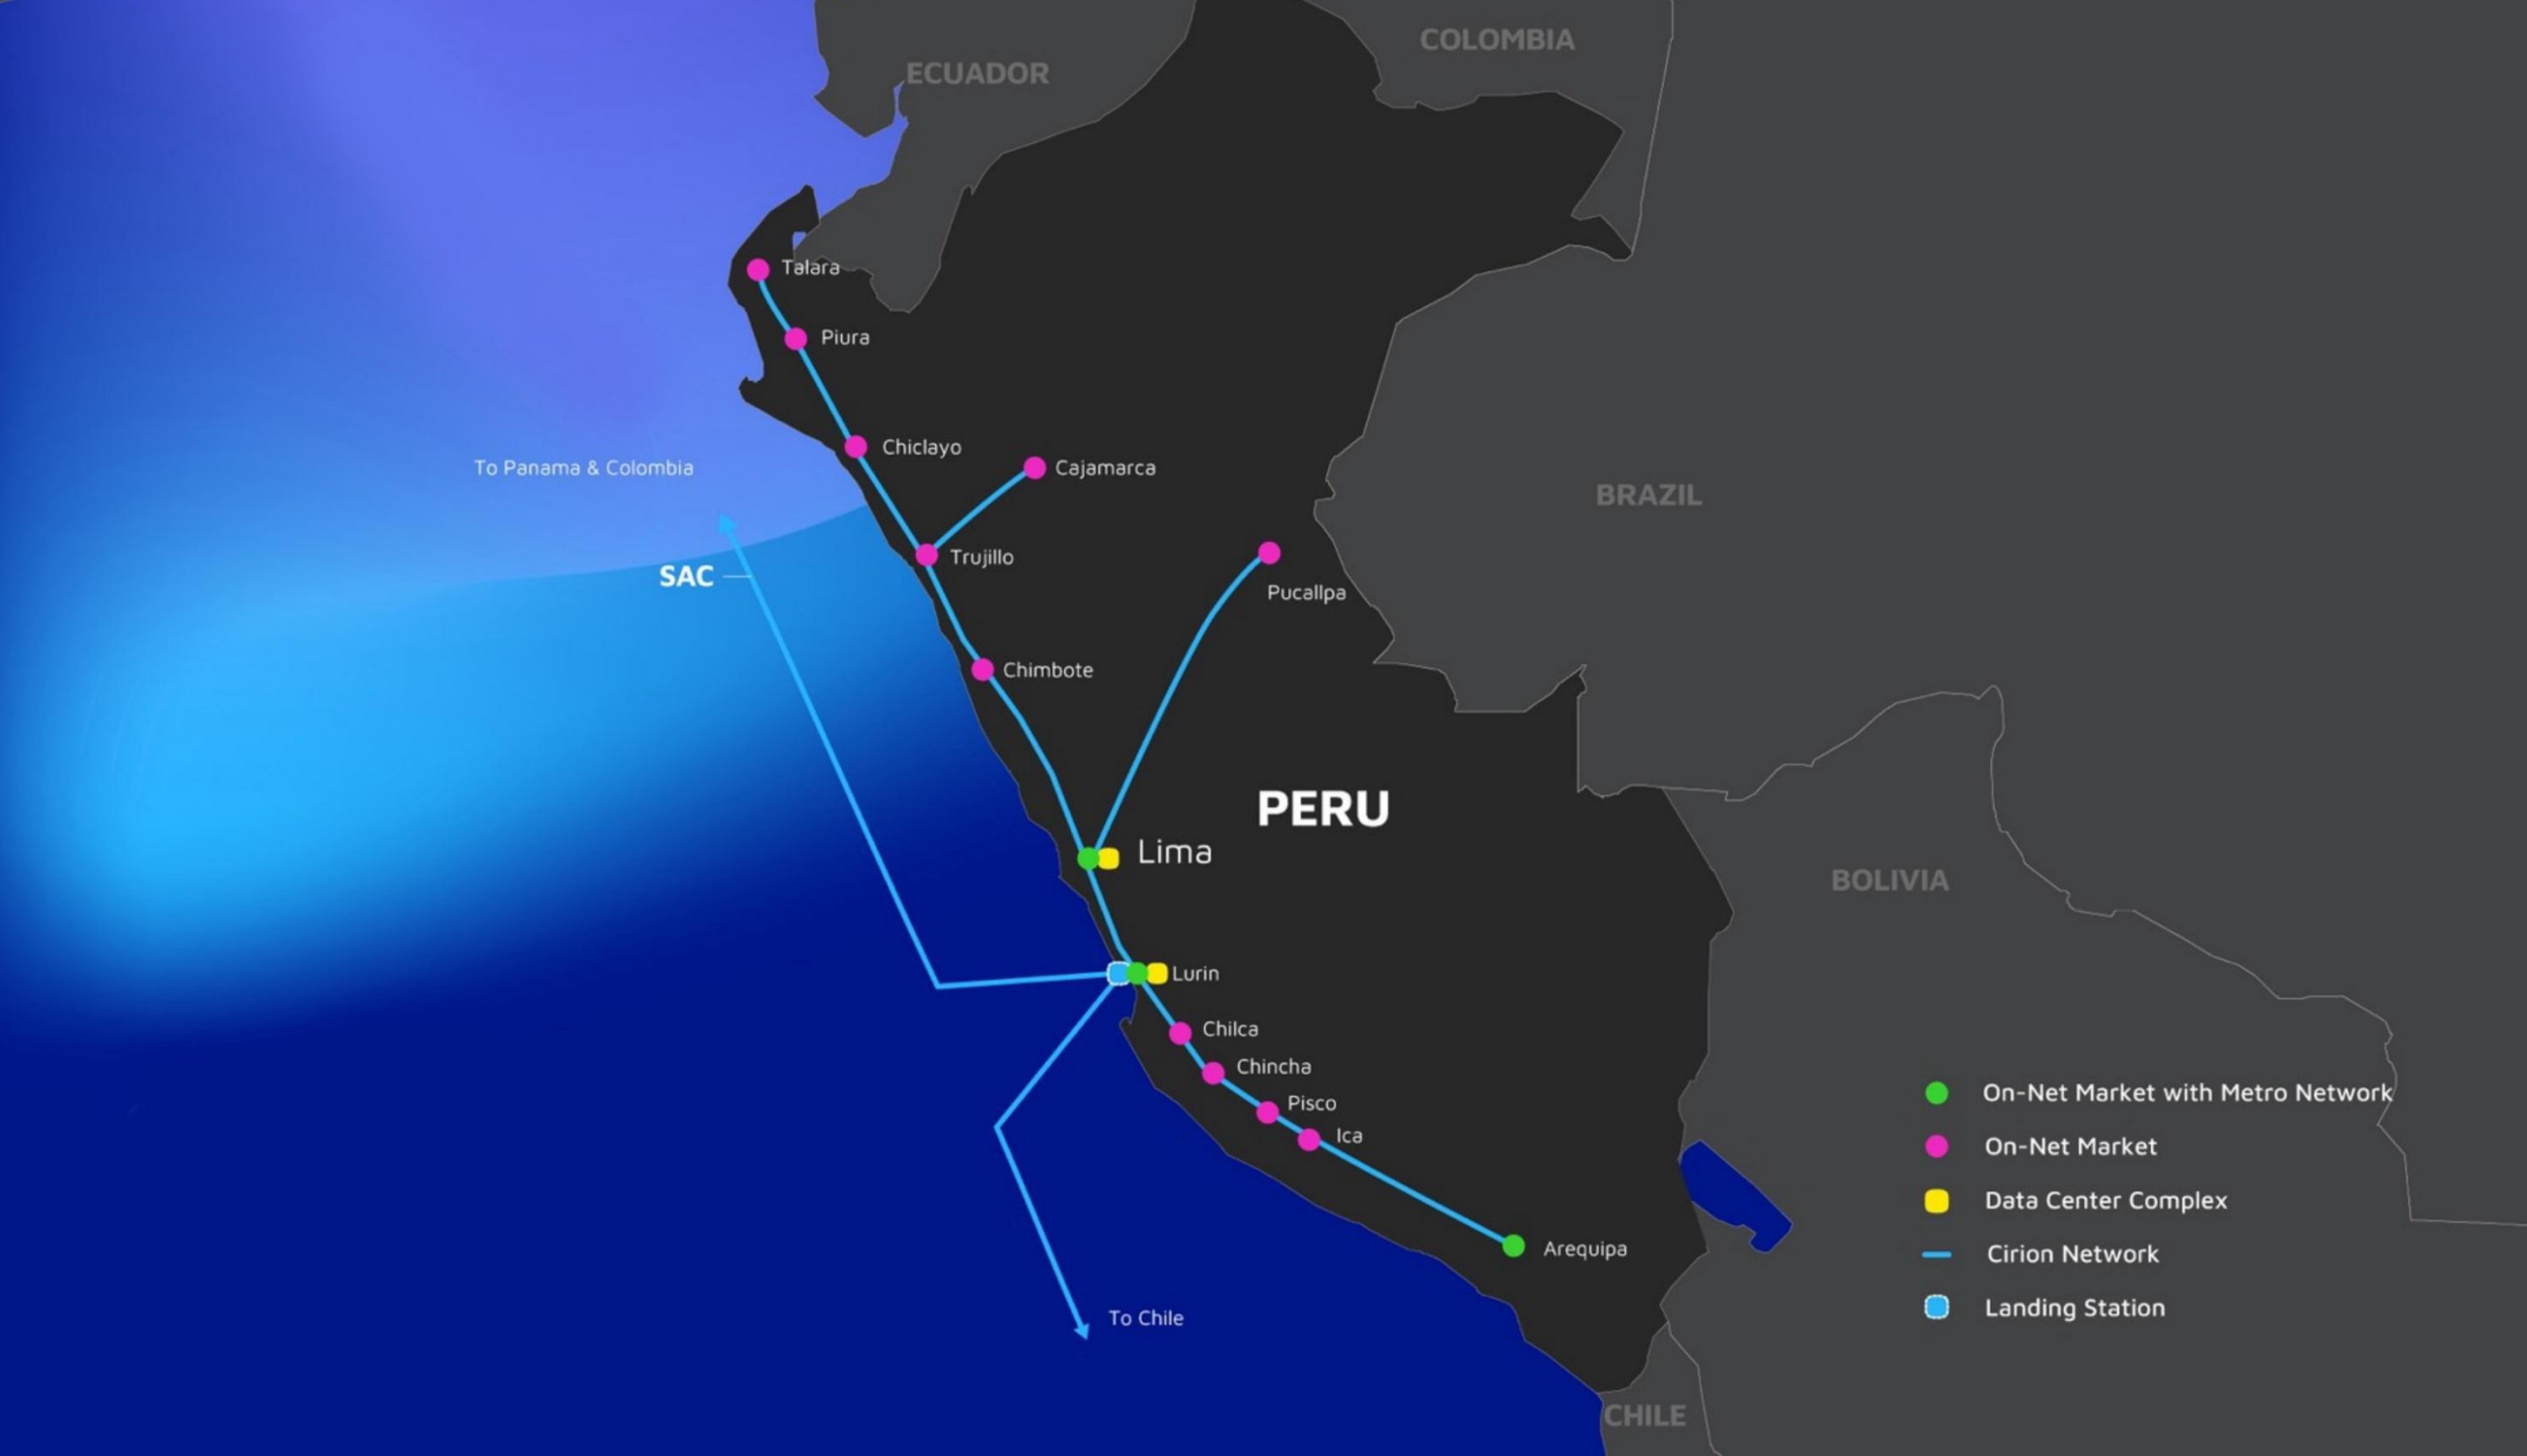 COLOMBIA
ECUADOR
Talara
Piura
Chiclayo
To Panama & Colombia
Cajamarca
BRAZIL
Trujillo
SAC
Pucallpa
Chimbote
PERU
Lima
BOLIVIA
Lurin
Chilca
Chincha
Pisco
Ica
Arequipa
To Chile
CHILE
On-Net Market with Metro Network
On-Net Market
Data Center Complex
Cirion Network
Landing Station